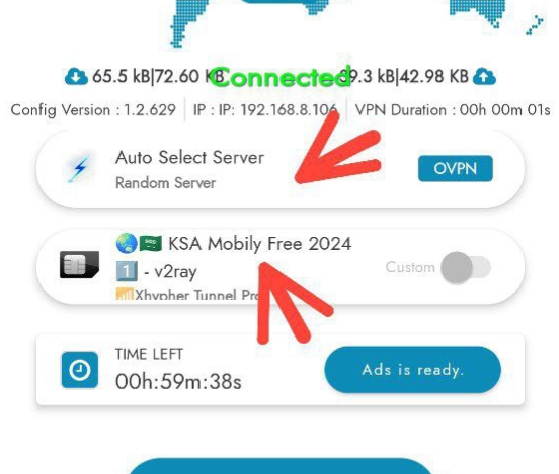 65.5 kB|72.60 KB Connected 39.3 kB|42.98 KB
Config Version : 1.2.629 IP : IP: 192.168.8.106 VPN Duration : 00h 00m 01s
Auto Select Server
Random Server
OVPN
KSA Mobily Free 2024
1 - v2ray
Custom
Xhypher Tunnel Pro
TIME LEFT
00h:59m:38s
Ads is ready.